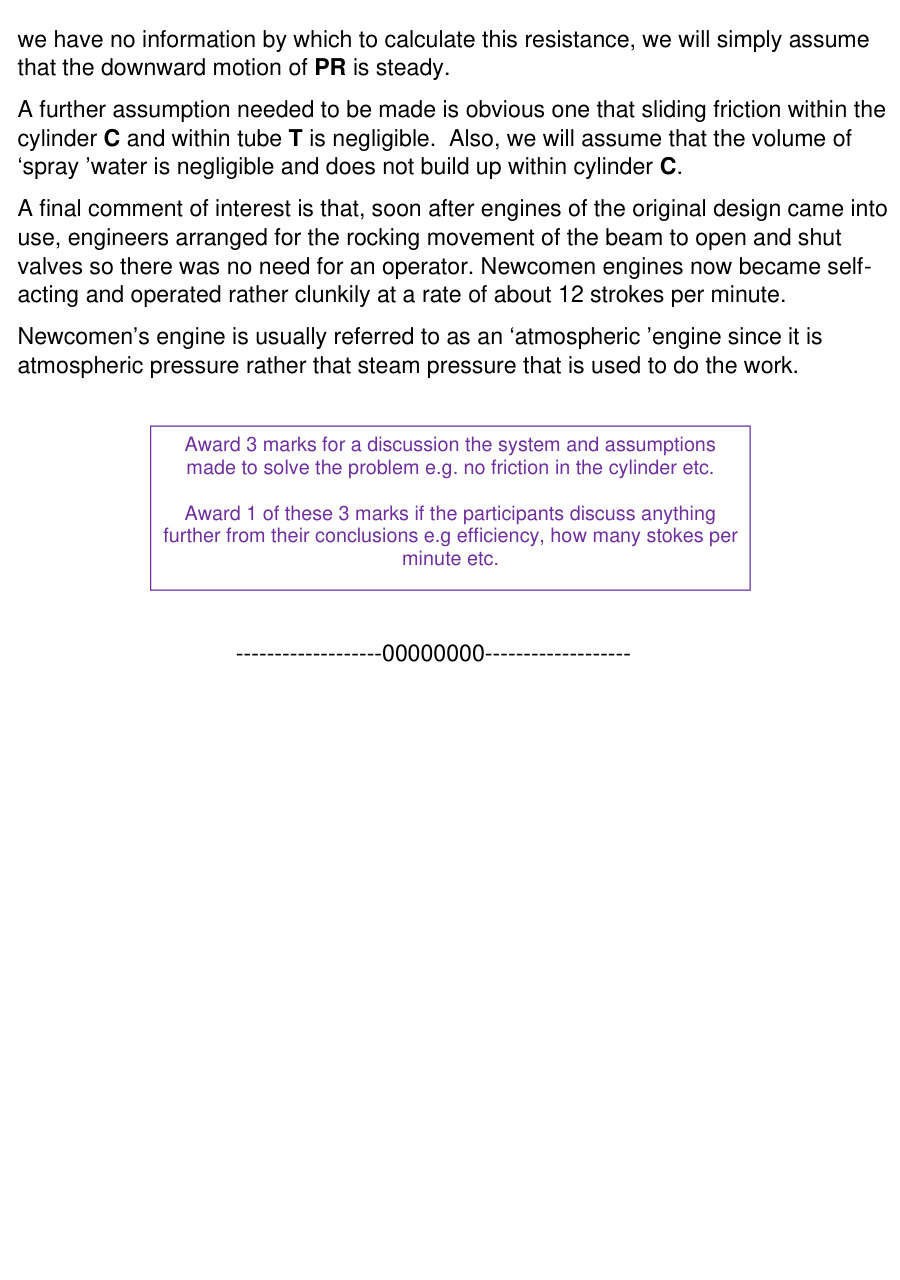 we have no information by which to calculate this resistance, we will simply assume
that the downward motion of PR is steady.
A further assumption needed to be made is obvious one that sliding friction within the
cylinder C and within tube T is negligible.  Also, we will assume that the volume of
‘spray ’water is negligible and does not build up within cylinder C.
A final comment of interest is that, soon after engines of the original design came into
use, engineers arranged for the rocking movement of the beam to open and shut
valves so there was no need for an operator. Newcomen engines now became self-
acting and operated rather clunkily at a rate of about 12 strokes per minute.
Newcomen’s engine is usually referred to as an ‘atmospheric ’engine since it is
atmospheric pressure rather that steam pressure that is used to do the work.
Award 3 marks for a discussion the system and assumptions
made to solve the problem e.g. no friction in the cylinder etc.
Award 1 of these 3 marks if the participants discuss anything
further from their conclusions e.g efficiency, how many stokes per
minute etc.
-------------------00000000-------------------